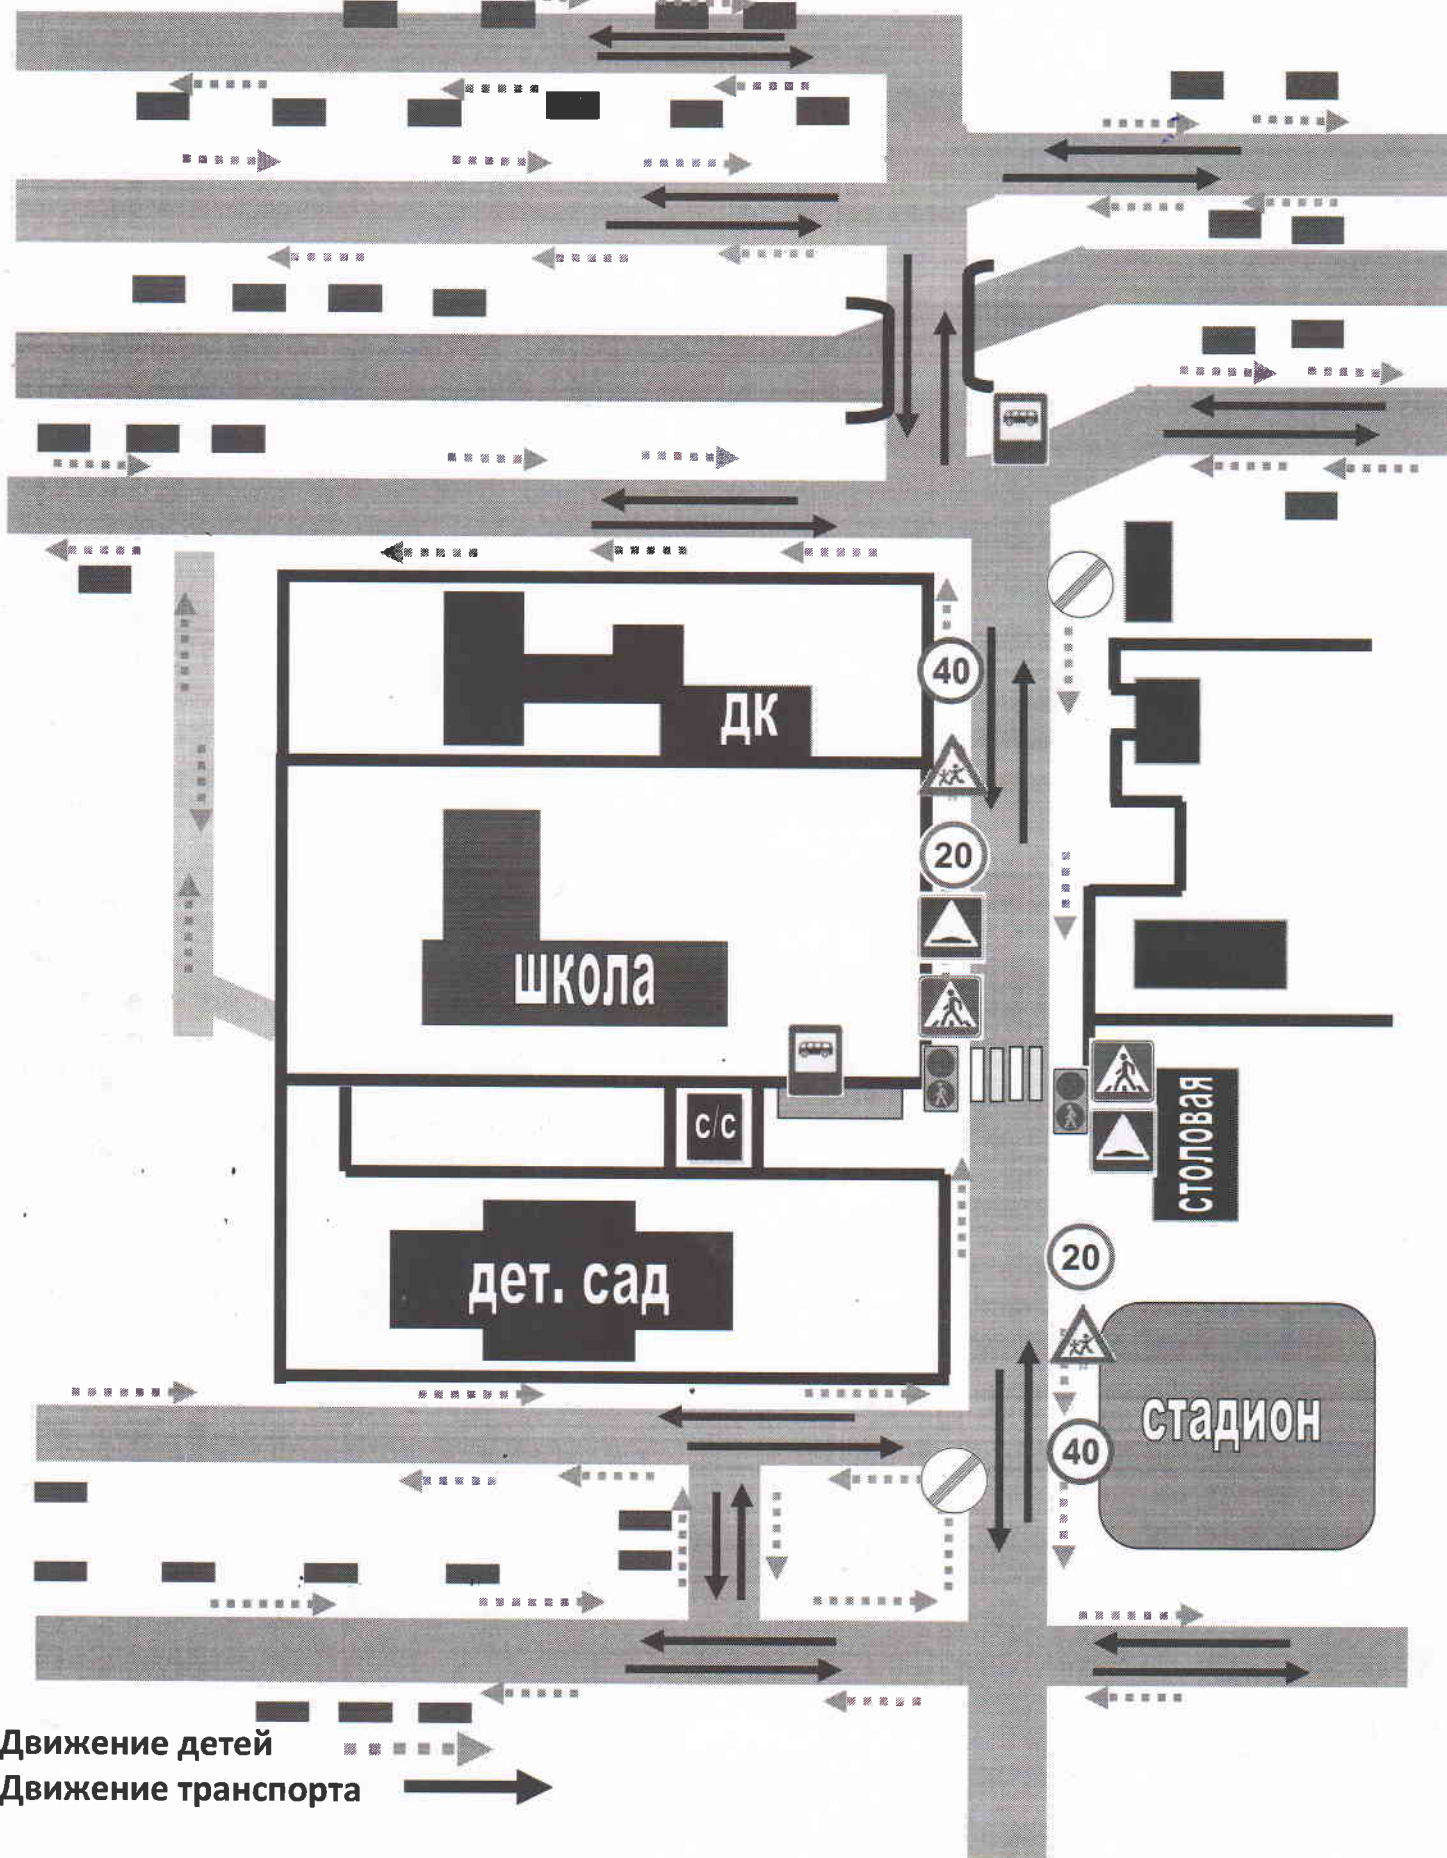 40
ДК
20
школа
с/с
столовая
20
дет. сад
стадион
40
Движение детей
Движение транспорта